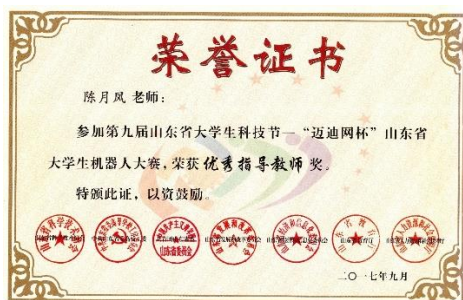 荣誉证书
陈月凤 老师：
参加第九届山东省大学生科技节—“迈迪网杯”山东省
大学生机器人大赛，荣获优秀指导教师奖。
特颁此证，以资鼓励。
二〇一七年九月